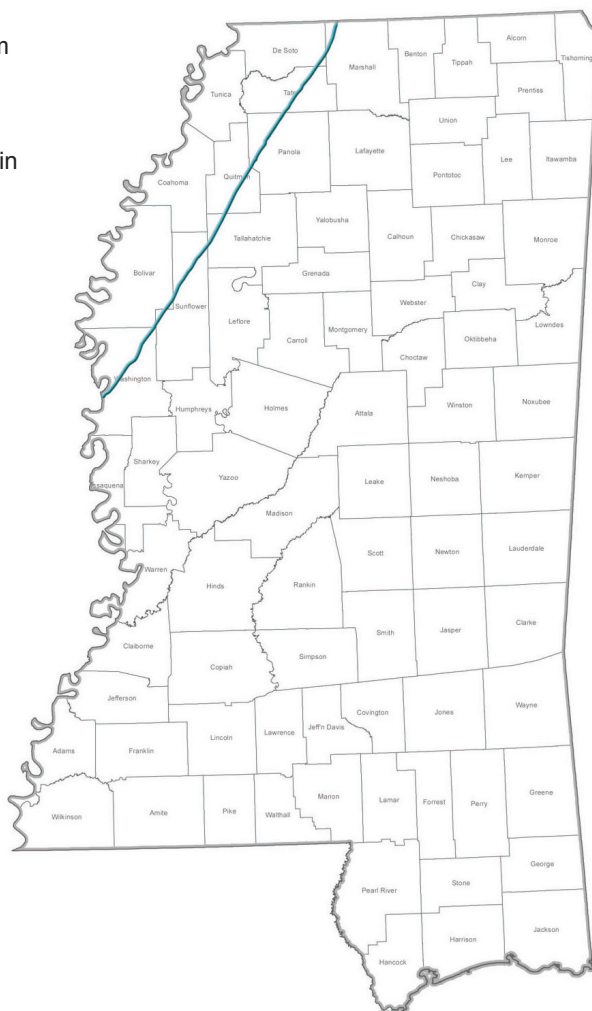 m
in
Alcorn
De Soto
Benton
Tippah
Tishoming
Marshall
Tunica
Prentiss
Union
Panola
Lafayette
Lee
Itawamba
Quitman
Pontotoc
Coahoma
Yalobusha
Tallahatchie
Calhoun
Chickasaw
Monroe
Bolivar
Grenada
Clay
Sunflower
Webster
Leflore
Lowndes
Montgomery
Oktibbeha
Carroll
Choctaw
Washington
Noxubee
Humphreys
Holmes
Winston
Attala
Sharkey
Yazoo
Leake
Neshoba
Kemper
ssaquena
Madison
Lauderdale
Scott
Newton
Warren
Hinds
Rankin
Clarke
Smith
Jasper
Claiborne
Simpson
Copiah
Jefferson
Wayne
Covington
Jones
Lincoln
Lawrence
Jeff'n Davis
Adams
Franklin
Marion
Greene
Lamar
Forrest
Perry
Amite
Pike
Walthall
Wilkinson
George
Stone
Pearl River
Jackson
Harrison
Hancock